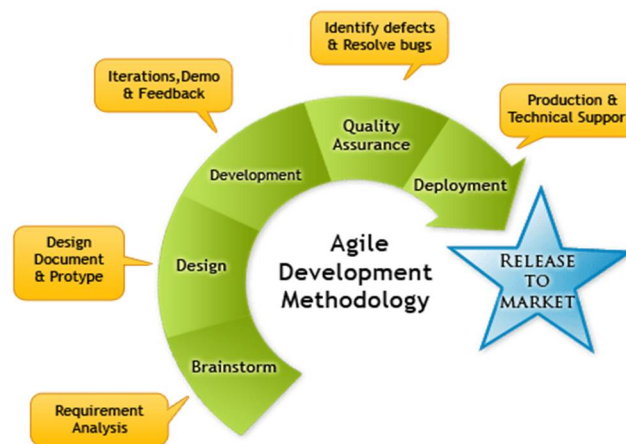 Identify defects
& Resolve bugs
Iterations,Demo
& Feedback
Production &
Technical Support
Quality
Assurance
Development
Deployment
Design
Document
& Protype
Design
Agile
Development
Methodology
RELEASE
TO
MARKET
Brainstorm
Requirement
Analysis